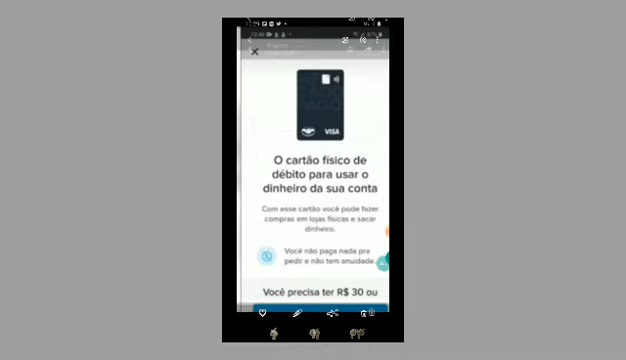 VISA
O cartão físico de
débito para usar o
dinheiro da sua conta
Com esse cartão você pode fazer
compras em lojas físicas e sacar
dinheiro.
Você não paga nada pra
pedir e não tem anuidade.
Você precisa ter R$ 30 ou